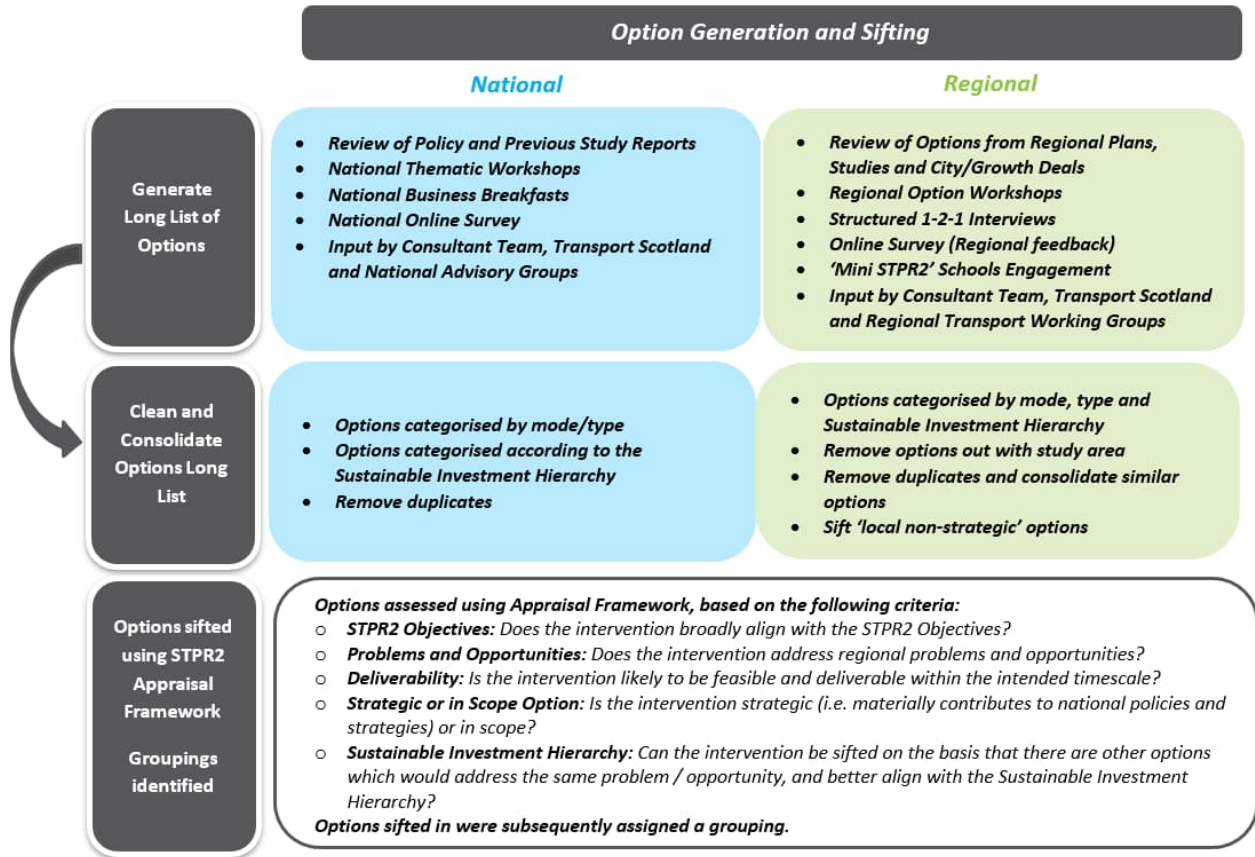 Option Generation and Sifting
National
Regional
Generate
Long List of
Options
• Review of Policy and Previous Study Reports
• National Thematic Workshops
• National Business Breakfasts
• National Online Survey
• Input by Consultant Team, Transport Scotland
and National Advisory Groups
• Review of Options from Regional Plans,
Studies and City/Growth Deals
• Regional Option Workshops
• Structured 1-2-1 Interviews
• Online Survey (Regional feedback)
• ‘Mini STPR2’ Schools Engagement
• Input by Consultant Team, Transport Scotland
and Regional Transport Working Groups
Clean and
Consolidate
Options Long
List
• Options categorised by mode/type
• Options categorised according to the
Sustainable Investment Hierarchy
• Remove duplicates
• Options categorised by mode, type and
Sustainable Investment Hierarchy
• Remove options out with study area
• Remove duplicates and consolidate similar
options
• Sift ‘local non-strategic’ options
Options sifted
using STPR2
Appraisal
Framework
Groupings
identified
Options assessed using Appraisal Framework, based on the following criteria:
o STPR2 Objectives: Does the intervention broadly align with the STPR2 Objectives?
o Problems and Opportunities: Does the intervention address regional problems and opportunities?
o Deliverability: Is the intervention likely to be feasible and deliverable within the intended timescale?
o Strategic or in Scope Option: Is the intervention strategic (i.e. materially contributes to national policies and
strategies) or in scope?
o Sustainable Investment Hierarchy: Can the intervention be sifted on the basis that there are other options
which would address the same problem / opportunity, and better align with the Sustainable Investment
Hierarchy?
Options sifted in were subsequently assigned a grouping.